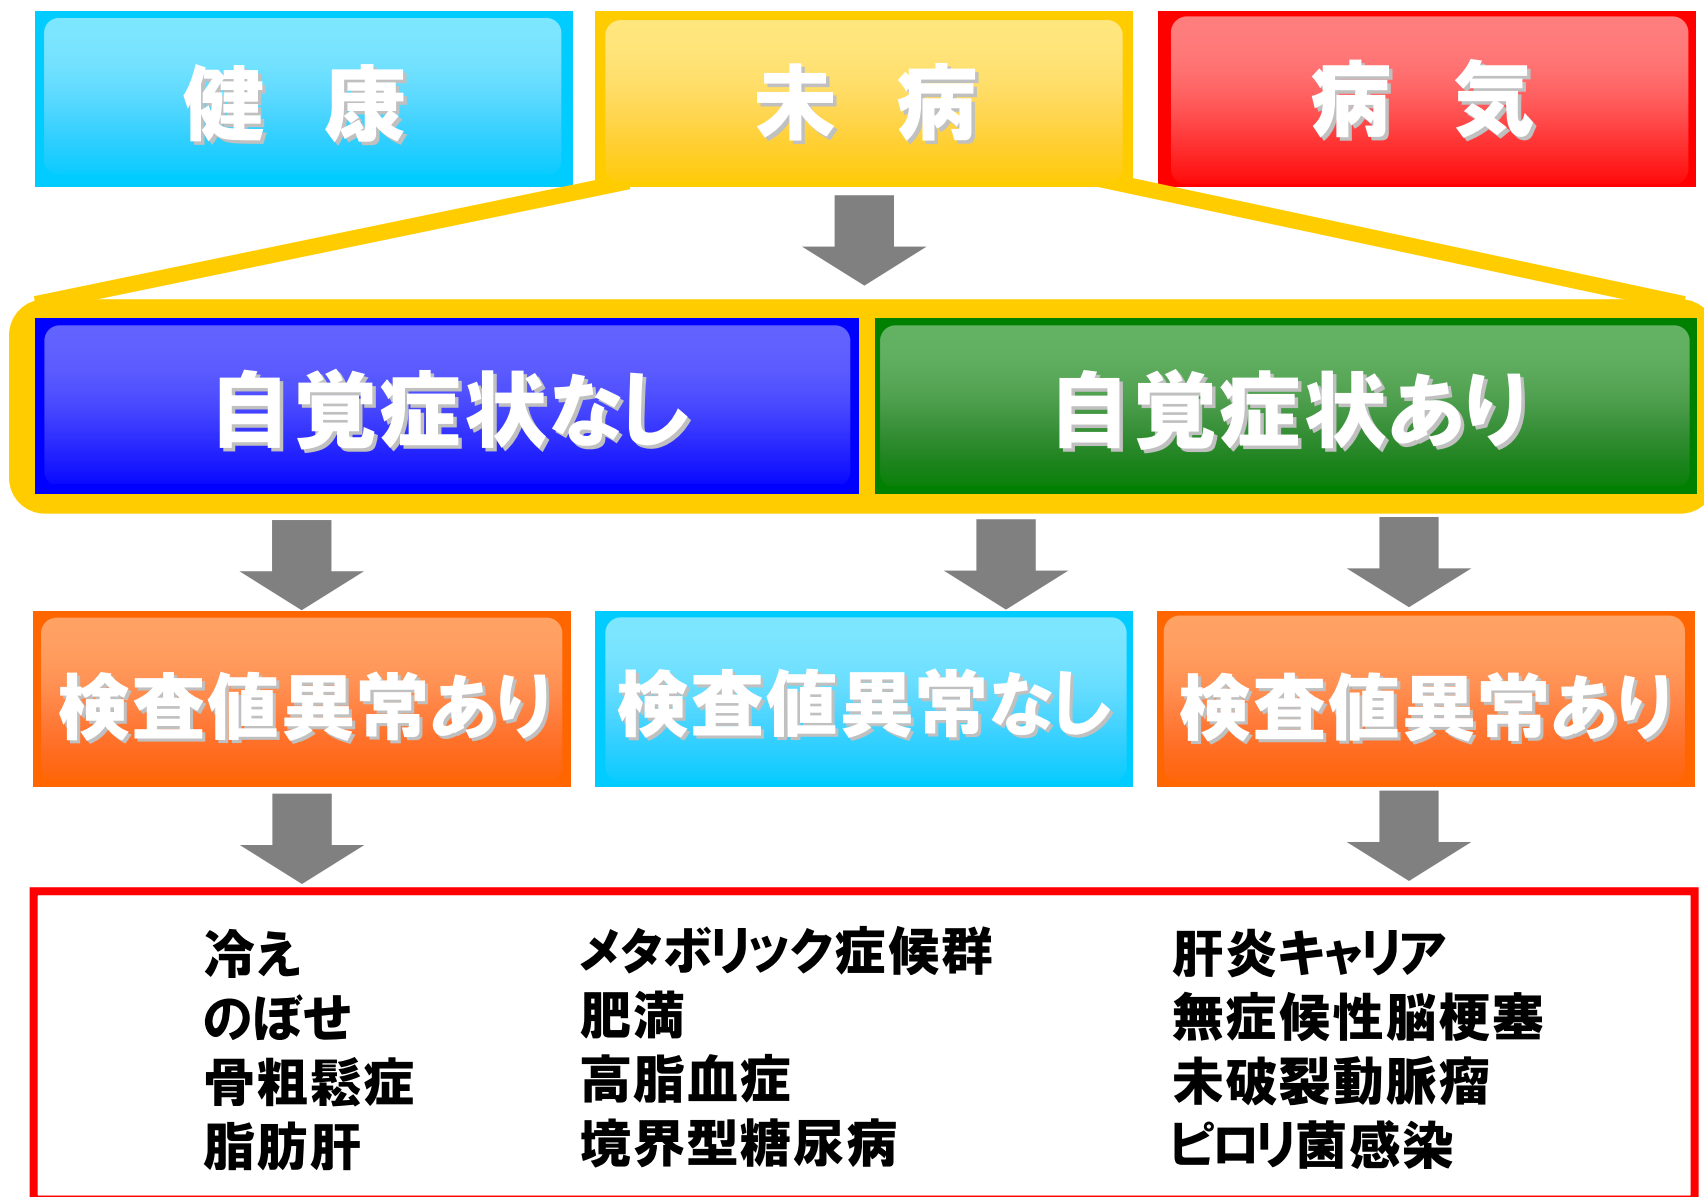 健 康
未 病
病 気
自覚症状なし
自覚症状あり
検査値異常あり
検査値異常なし
検査値異常あり
冷え
のぼせ
骨粗鬆症
脂肪肝
メタボリック症候群
肥満
高脂血症
境界型糖尿病
肝炎キャリア
無症候性脳梗塞
未破裂動脈瘤
ピロリ菌感染